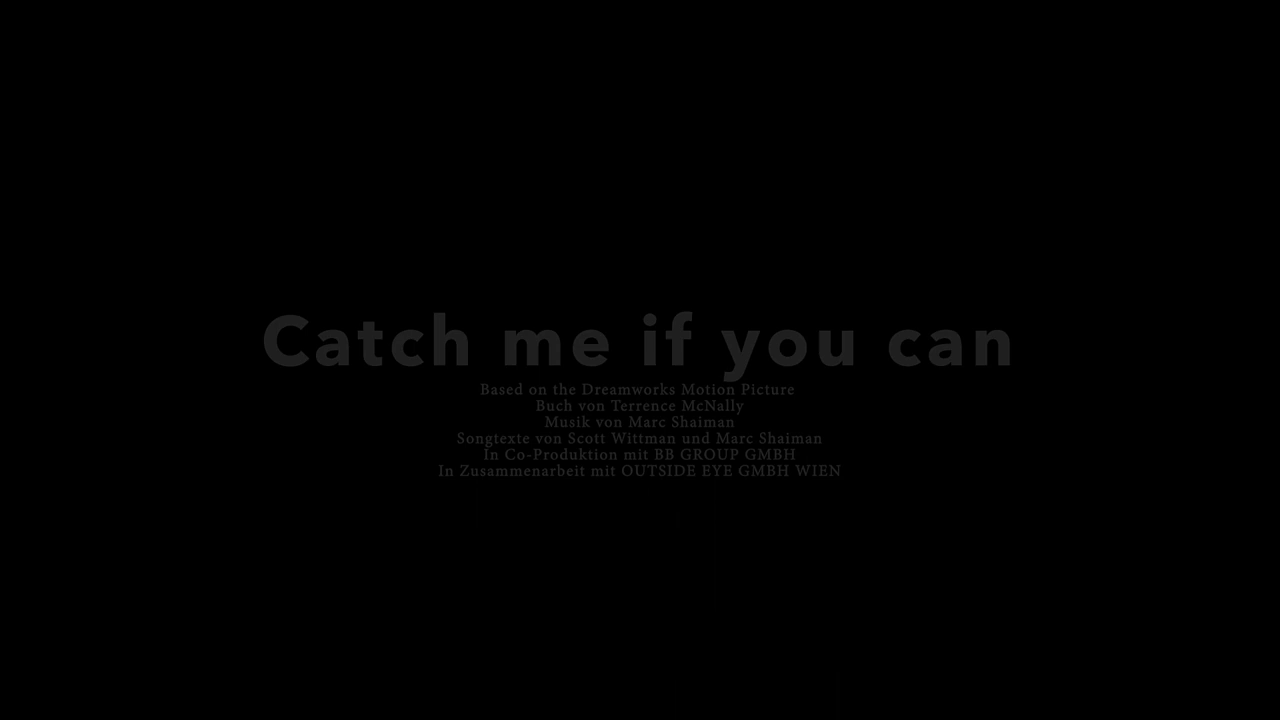 Catch me if you can
Based on the Dreamworks Motion Picture
Buch von Terrence McNally
Musik von Marc Shaiman
Songtexte von Scott Wittman und Marc Shaiman
In Co-Produktion mit BB GROUP GMBH
In Zusammenarbeit mit OUTSIDE EYE GMBH WIEN